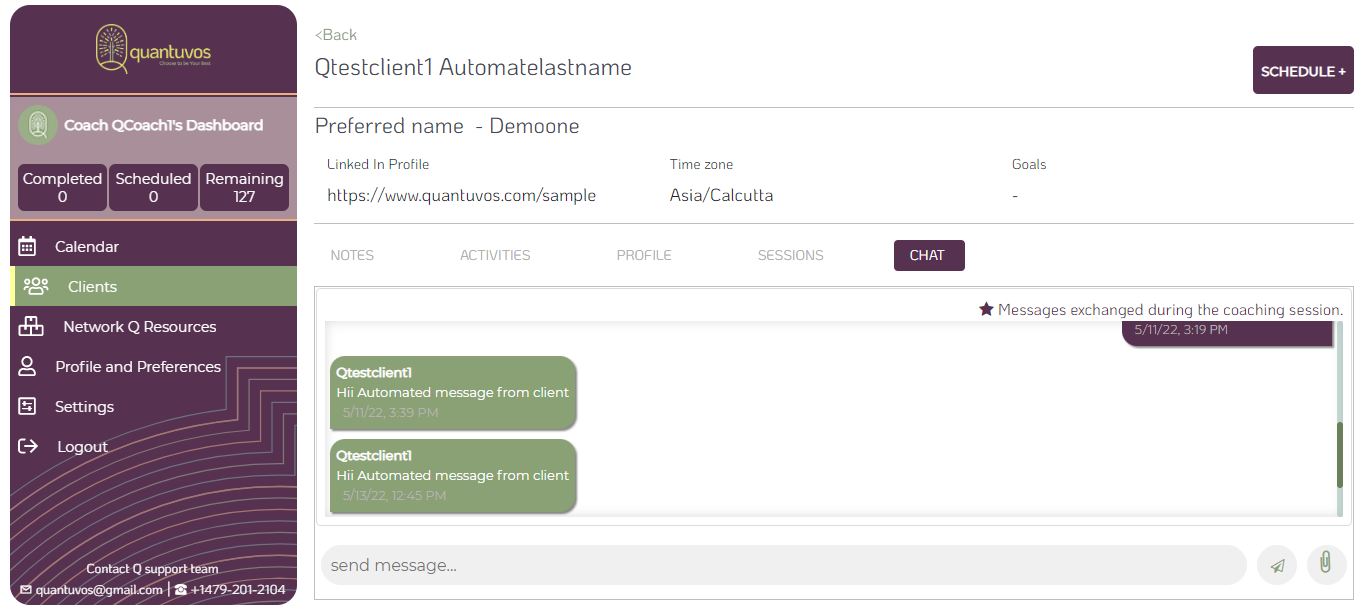 quantuvos
Choose to be Your Best
Coach QCoach1's Dashboard
Completed
0
Scheduled
0
Remaining
127
Calendar
Clients
Network Q Resources
Profile and Preferences
Settings
Logout
Contact Q support team
quantuvos@gmail.com | +1479-201-2104
<Back
Qtestclient1 Automatelastname
SCHEDULE +
Preferred name - Demoone
Linked In Profile
https://www.quantuvos.com/sample
Time zone
Asia/Calcutta
Goals
-
NOTES ACTIVITIES PROFILE SESSIONS CHAT
★ Messages exchanged during the coaching session.
5/11/22, 3:19 PM
Qtestclient1
Hii Automated message from client
5/11/22, 3:39 PM
Qtestclient1
Hii Automated message from client
5/13/22, 12:45 PM
send message...